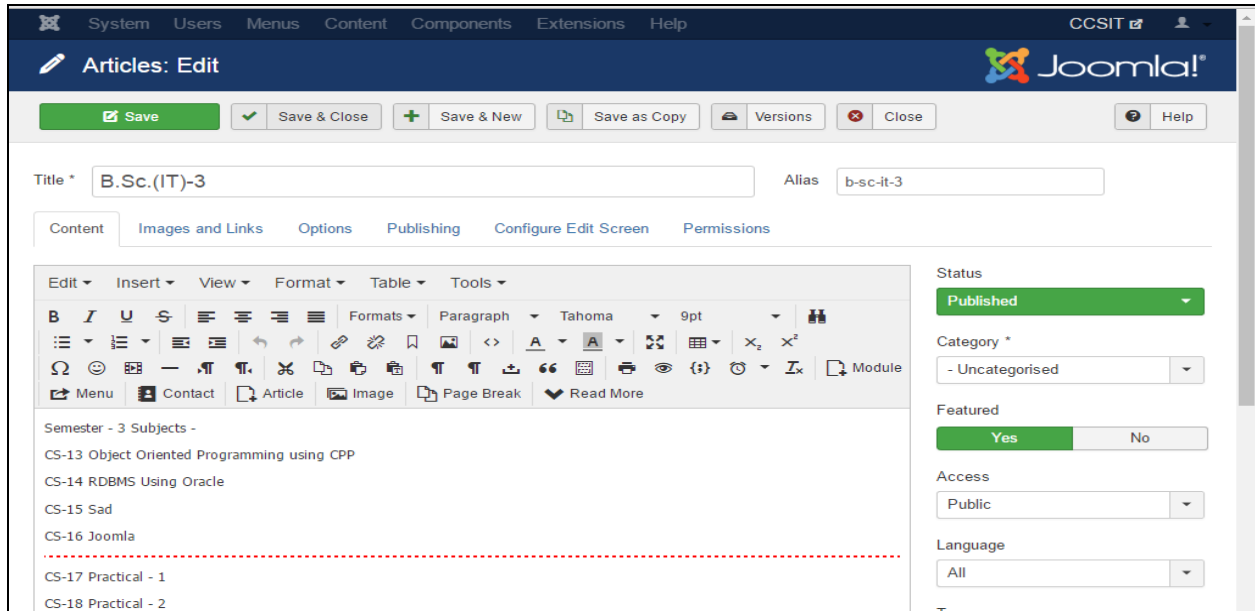 System Users Menus Content Components Extensions Help CCSIT
Articles: Edit Joomla!®
Save Save & Close Save & New Save as Copy Versions Close Help
Title * B.Sc.(IT)-3 Alias b-sc-it-3
Content Images and Links Options Publishing Configure Edit Screen Permissions
Edit Insert View Format Table Tools
B I U S Formats Paragraph Tahoma 9pt
A A x₂ x²
Ω Module
Menu Contact Article Image Page Break Read More
Semester - 3 Subjects -
CS-13 Object Oriented Programming using CPP
CS-14 RDBMS Using Oracle
CS-15 Sad
CS-16 Joomla
CS-17 Practical - 1
CS-18 Practical - 2
Status
Published
Category *
- Uncategorised
Featured
Yes No
Access
Public
Language
All